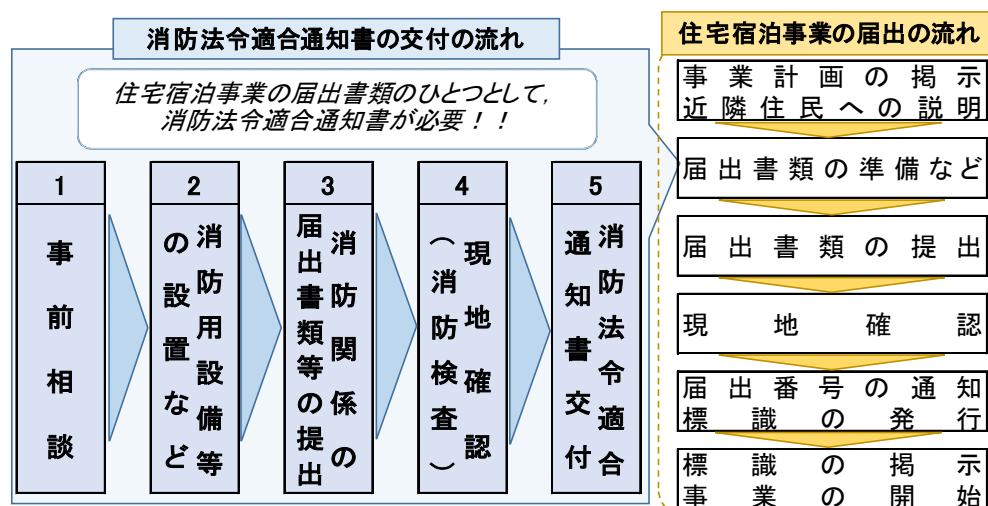 消防法令適合通知書の交付の流れ
住宅宿泊事業の届出書類のひとつとして,
消防法令適合通知書が必要！！
1
事前相談
2
消防用設備等
の設置など
3
消防関係の
届出書類等の提出
4
現地確認
（消防検査）
5
消防法令適合
通知書交付
住宅宿泊事業の届出の流れ
事業計画の掲示
近隣住民への説明
届出書類の準備など
届出書類の提出
現地確認
届出番号の通知
標識の発行
標識の掲示
事業の開始